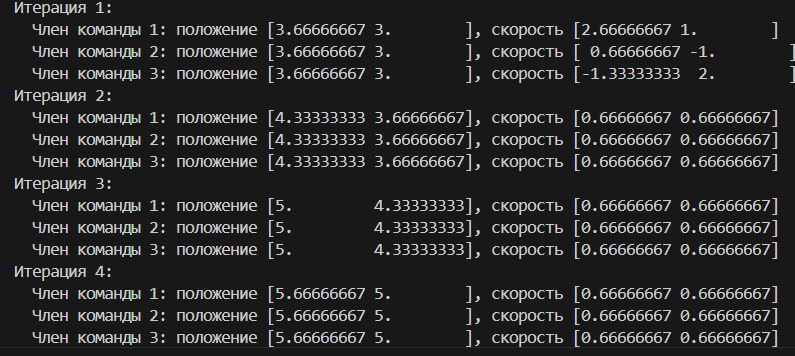 Итерация 1:
  Член команды 1: положение [3.66666667 3.        ], скорость [2.66666667 1.        ]
  Член команды 2: положение [3.66666667 3.        ], скорость [ 0.66666667 -1.        ]
  Член команды 3: положение [3.66666667 3.        ], скорость [-1.33333333  2.        ]
Итерация 2:
  Член команды 1: положение [4.33333333 3.66666667], скорость [0.66666667 0.66666667]
  Член команды 2: положение [4.33333333 3.66666667], скорость [0.66666667 0.66666667]
  Член команды 3: положение [4.33333333 3.66666667], скорость [0.66666667 0.66666667]
Итерация 3:
  Член команды 1: положение [5.         4.33333333], скорость [0.66666667 0.66666667]
  Член команды 2: положение [5.         4.33333333], скорость [0.66666667 0.66666667]
  Член команды 3: положение [5.         4.33333333], скорость [0.66666667 0.66666667]
Итерация 4:
  Член команды 1: положение [5.66666667 5.        ], скорость [0.66666667 0.66666667]
  Член команды 2: положение [5.66666667 5.        ], скорость [0.66666667 0.66666667]
  Член команды 3: положение [5.66666667 5.        ], скорость [0.66666667 0.66666667]